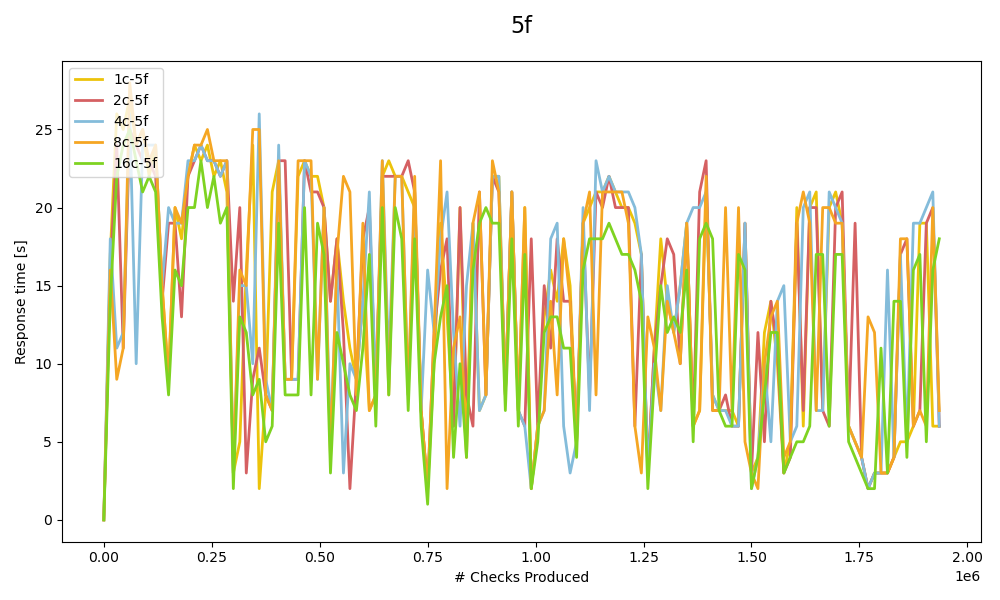 5f
1c-5f
2c-5f
4c-5f
8c-5f
16c-5f
Response time [s]
25
20
15
10
5
0
0.00 0.25 0.50 0.75 1.00 1.25 1.50 1.75 2.00
1e6
# Checks Produced